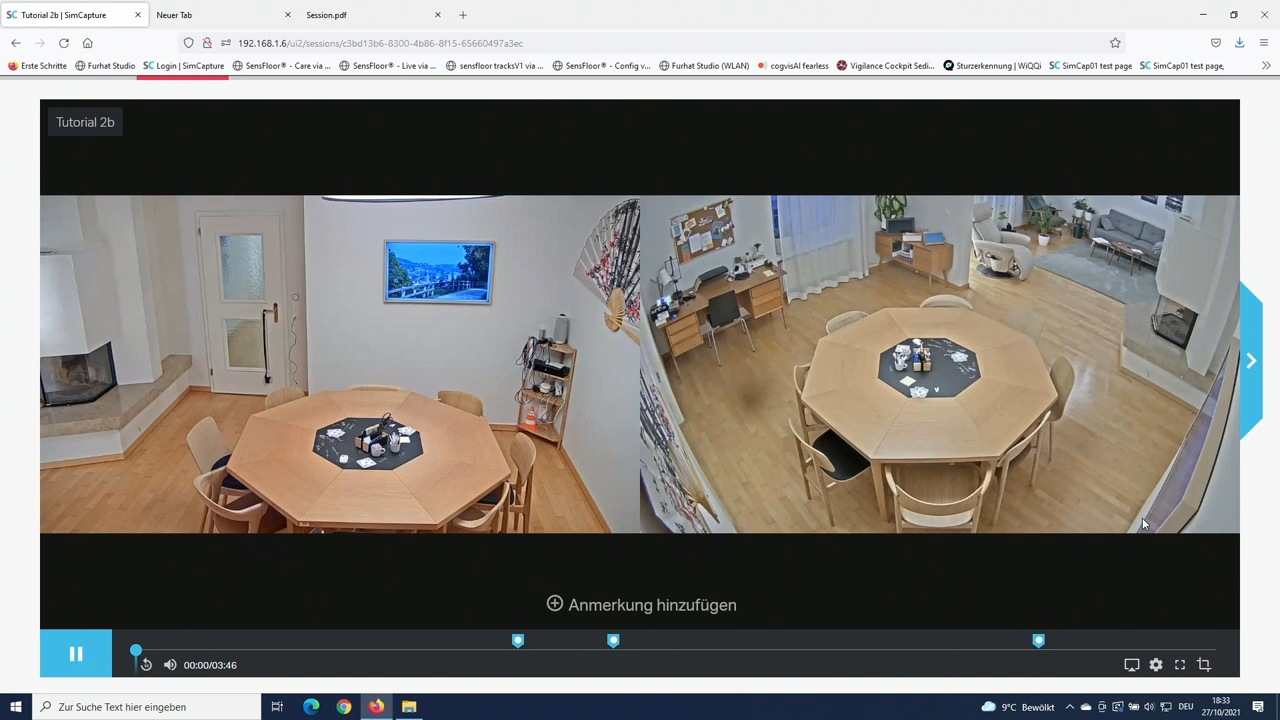 Tutorial 2b | SimCapture
Neuer Tab
Session.pdf
192.168.1.6/ui2/sessions/c3bd13b6-8300-4b86-8f15-65660497a3ec
Erste Schritte
Furhat Studio
Login | SimCapture
SensFloor® - Care via ...
SensFloor® - Live via ...
sensfloor tracksV1 via ...
SensFloor® - Config v...
Furhat Studio (WLAN)
cogvisAI fearless
Vigilance Cockpit Sedi...
Sturzerkennung | WiQQi
SimCap01 test page
SimCap01 test page,
Tutorial 2b
Anmerkung hinzufügen
00:00/03:46
Zur Suche Text hier eingeben
9°C Bewölkt
DEU
18:33
27/10/2021